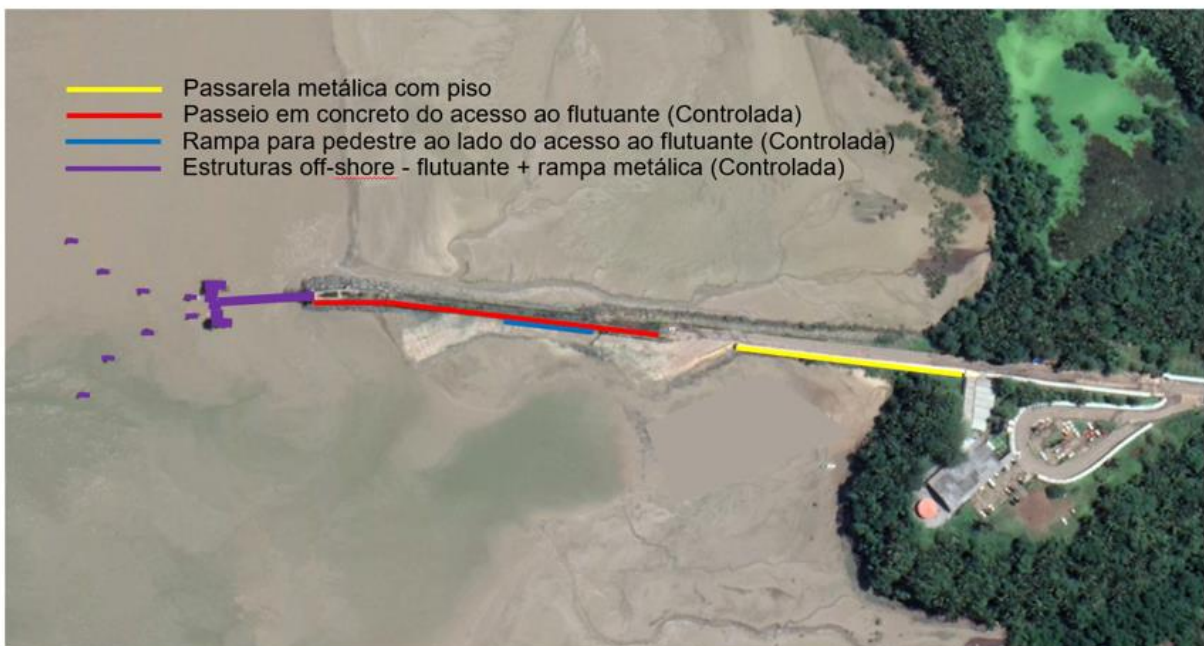 Passarela metálica com piso
Passeio em concreto do acesso ao flutuante (Controlada)
Rampa para pedestre ao lado do acesso ao flutuante (Controlada)
Estruturas off-shore - flutuante + rampa metálica (Controlada)